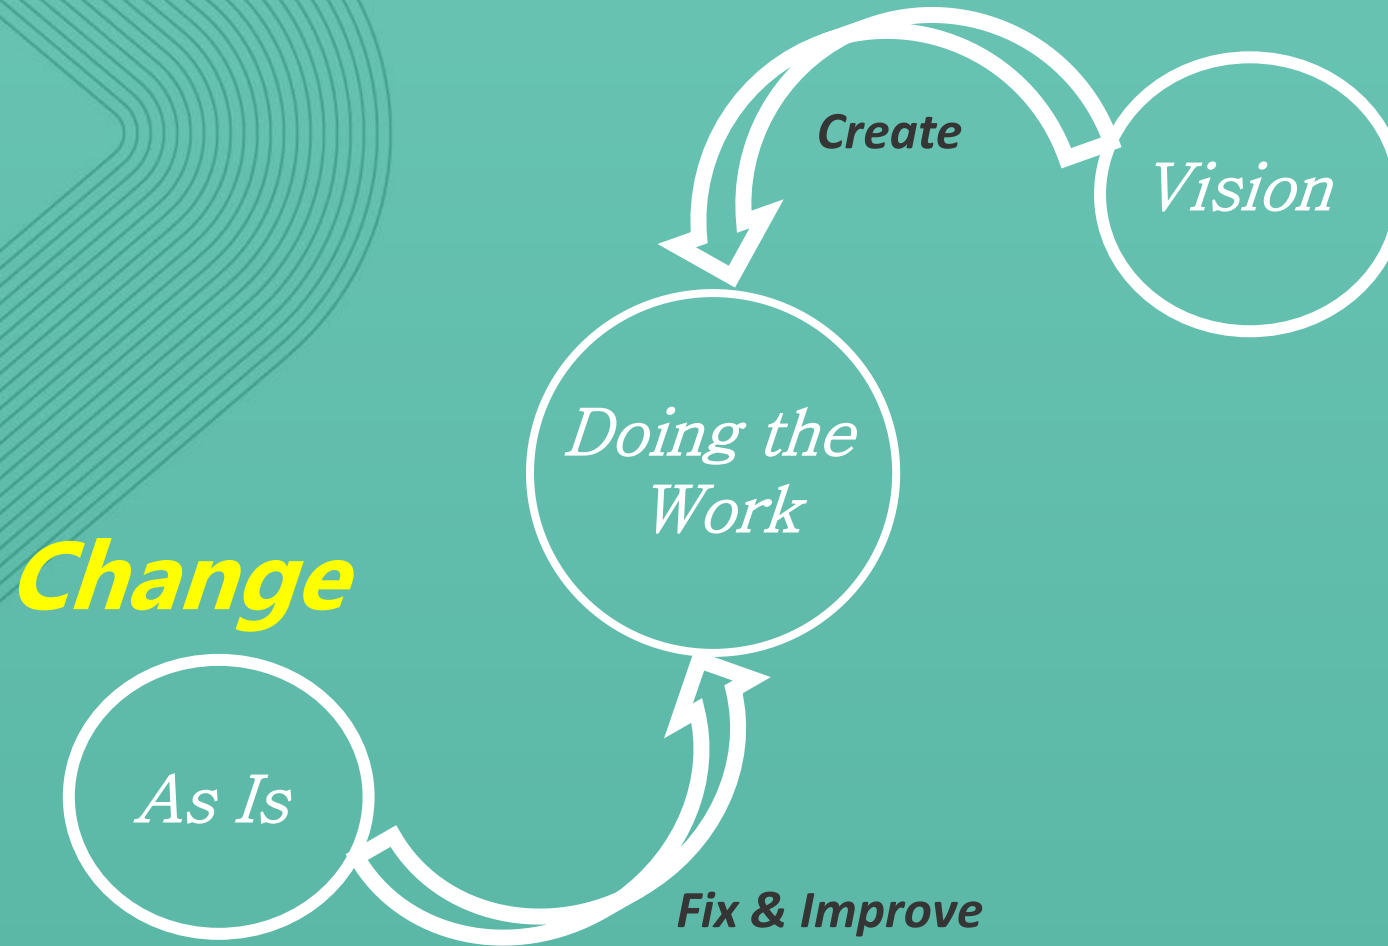 Create
Vision
Doing the
Work
Change
As Is
Fix & Improve